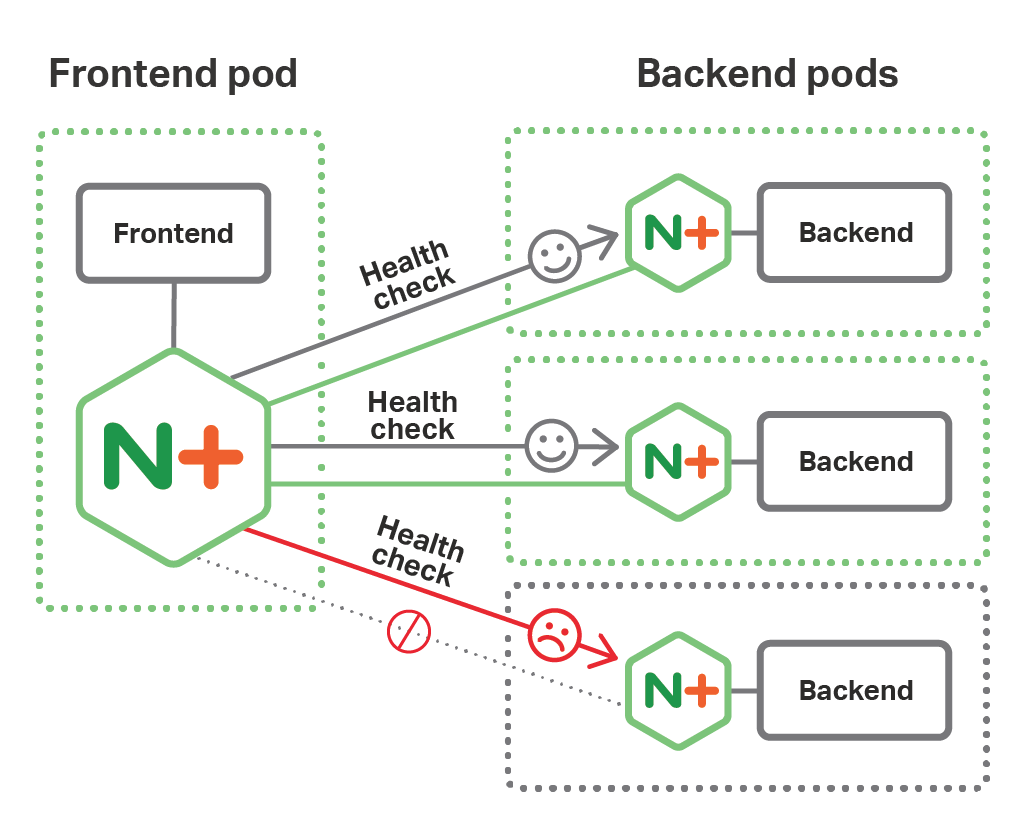 Frontend pod
Backend pods
Frontend
N+
Health
check
N+
Backend
Health
check
N+
Backend
Health
check
N+
Backend